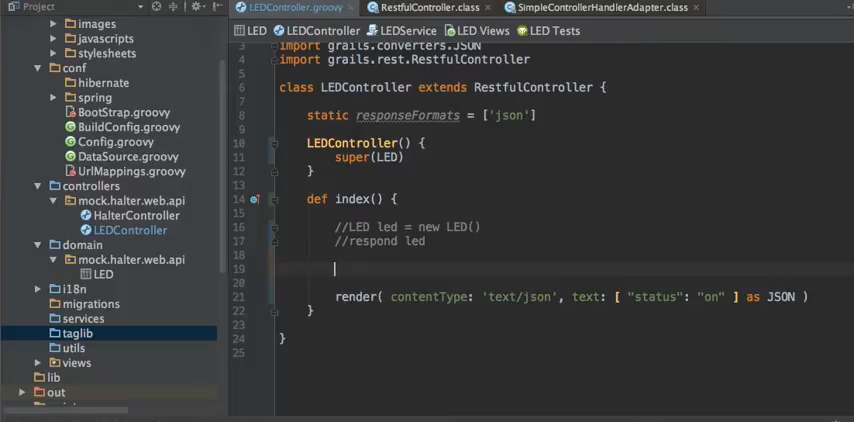 Project
images
javascripts
stylesheets
conf
hibernate
spring
BootStrap.groovy
BuildConfig.groovy
Config.groovy
DataSource.groovy
UrlMappings.groovy
controllers
mock.halter.web.api
HalterController
LEDController
domain
mock.halter.web.api
LED
i18n
migrations
services
taglib
utils
views
lib
out
LEDController.groovy
RestfulController.class
SimpleControllerHandlerAdapter.class
LED LEDController LEDService LED Views LED Tests
3 import grails.converters.JSON
4 import grails.rest.RestfulController
5
6 class LEDController extends RestfulController {
7
8 static responseFormats = ['json']
9
10 LEDController() {
11 super(LED)
12 }
13
14 def index() {
15
16 //LED led = new LED()
17 //respond led
18
19
20
21 render( contentType: 'text/json', text: [ "status": "on" ] as JSON )
22 }
23
24 }
25